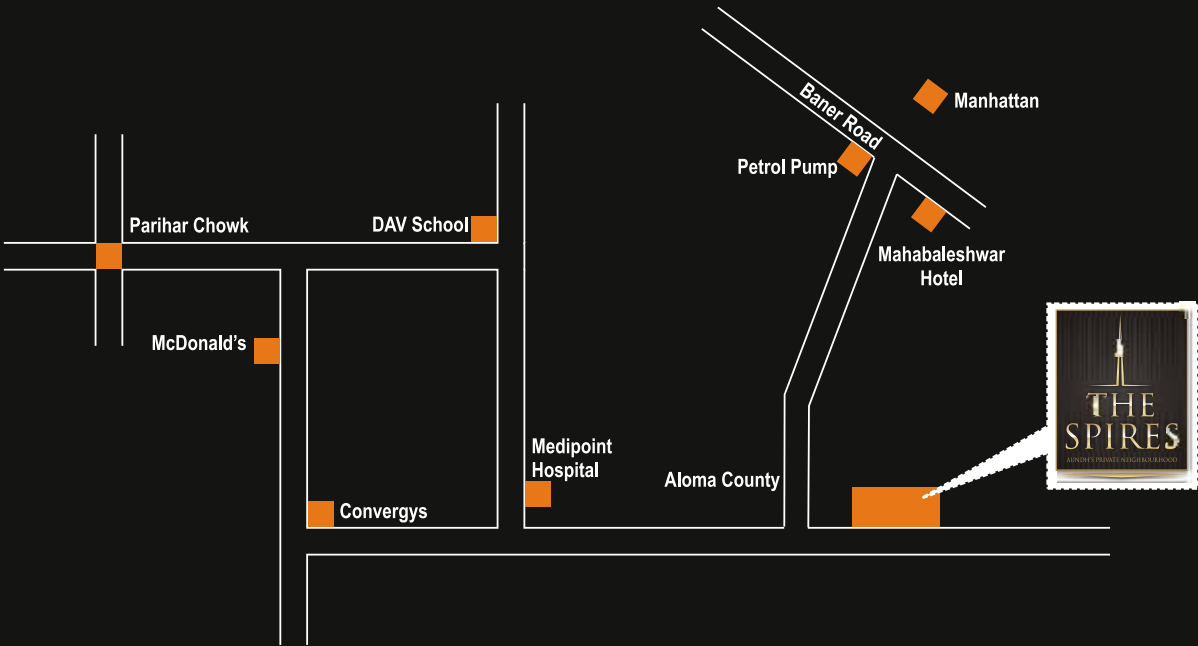 Baner Road
Manhattan
Petrol Pump
Parihar Chowk
DAV School
Mahabaleshwar
Hotel
McDonald's
THE
SPIRES
AUNDH'S PRIVATE NEIGHBOURHOOD
Medipoint
Hospital
Aloma County
Convergys